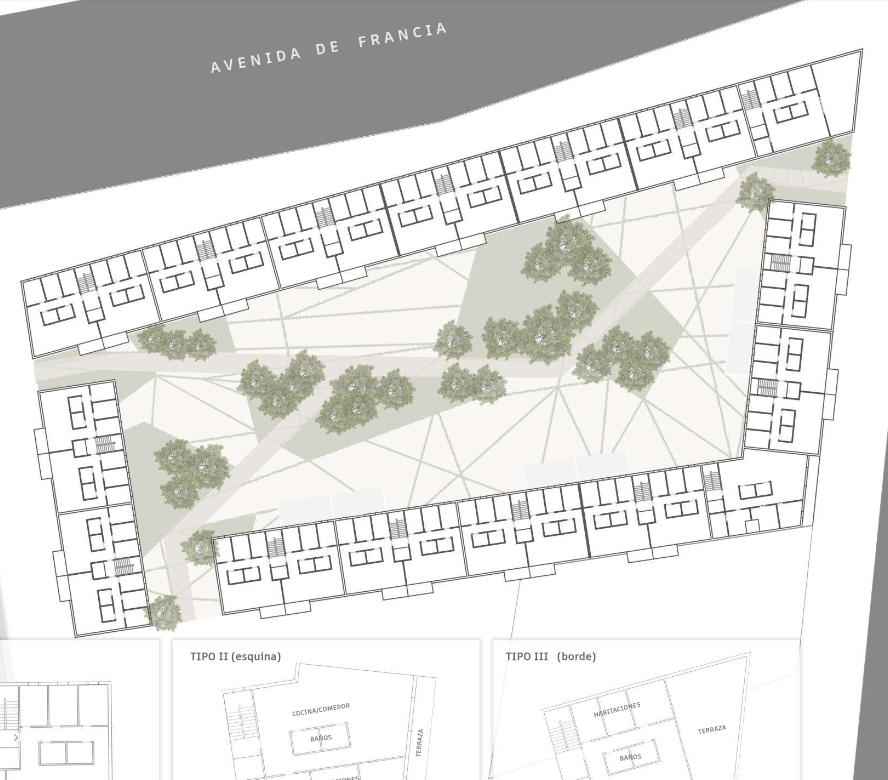 AVENIDA DE FRANCIA
TIPO II (esquina)
TIPO III (borde)
COCINA/COMEDOR
BAÑOS
TERRAZA
HABITACIONES
TERRAZA
BAÑOS